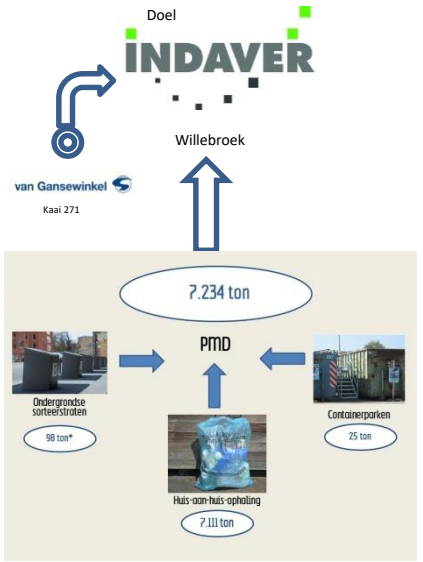 Doel
INDAVER
Willebroek
van Gansewinkel
Kaai 271
7.234 ton
PMD
Ondergrondse
sorteerstraten
98 ton*
Containerparken
25 ton
Huis-aan-huis-ophaling
7.111 ton